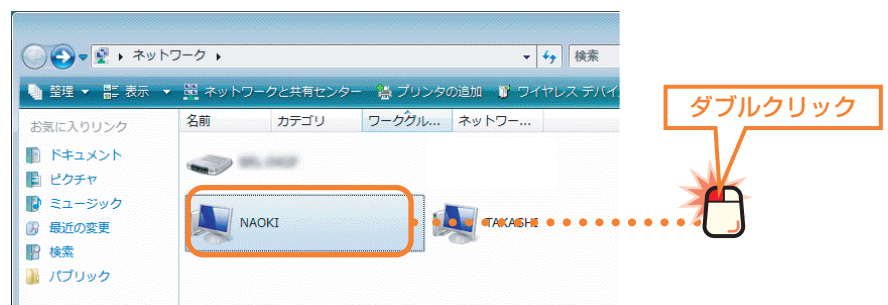 ネットワーク
検索
整理
表示
ネットワークと共有センター
プリンタの追加
ワイヤレス デバイ
ダブルクリック
お気に入りリンク
名前
カテゴリ
ワークグル...
ネットワー...
ドキュメント
ピクチャ
ミュージック
最近の変更
検索
パブリック
NAOKI
TAKASHI